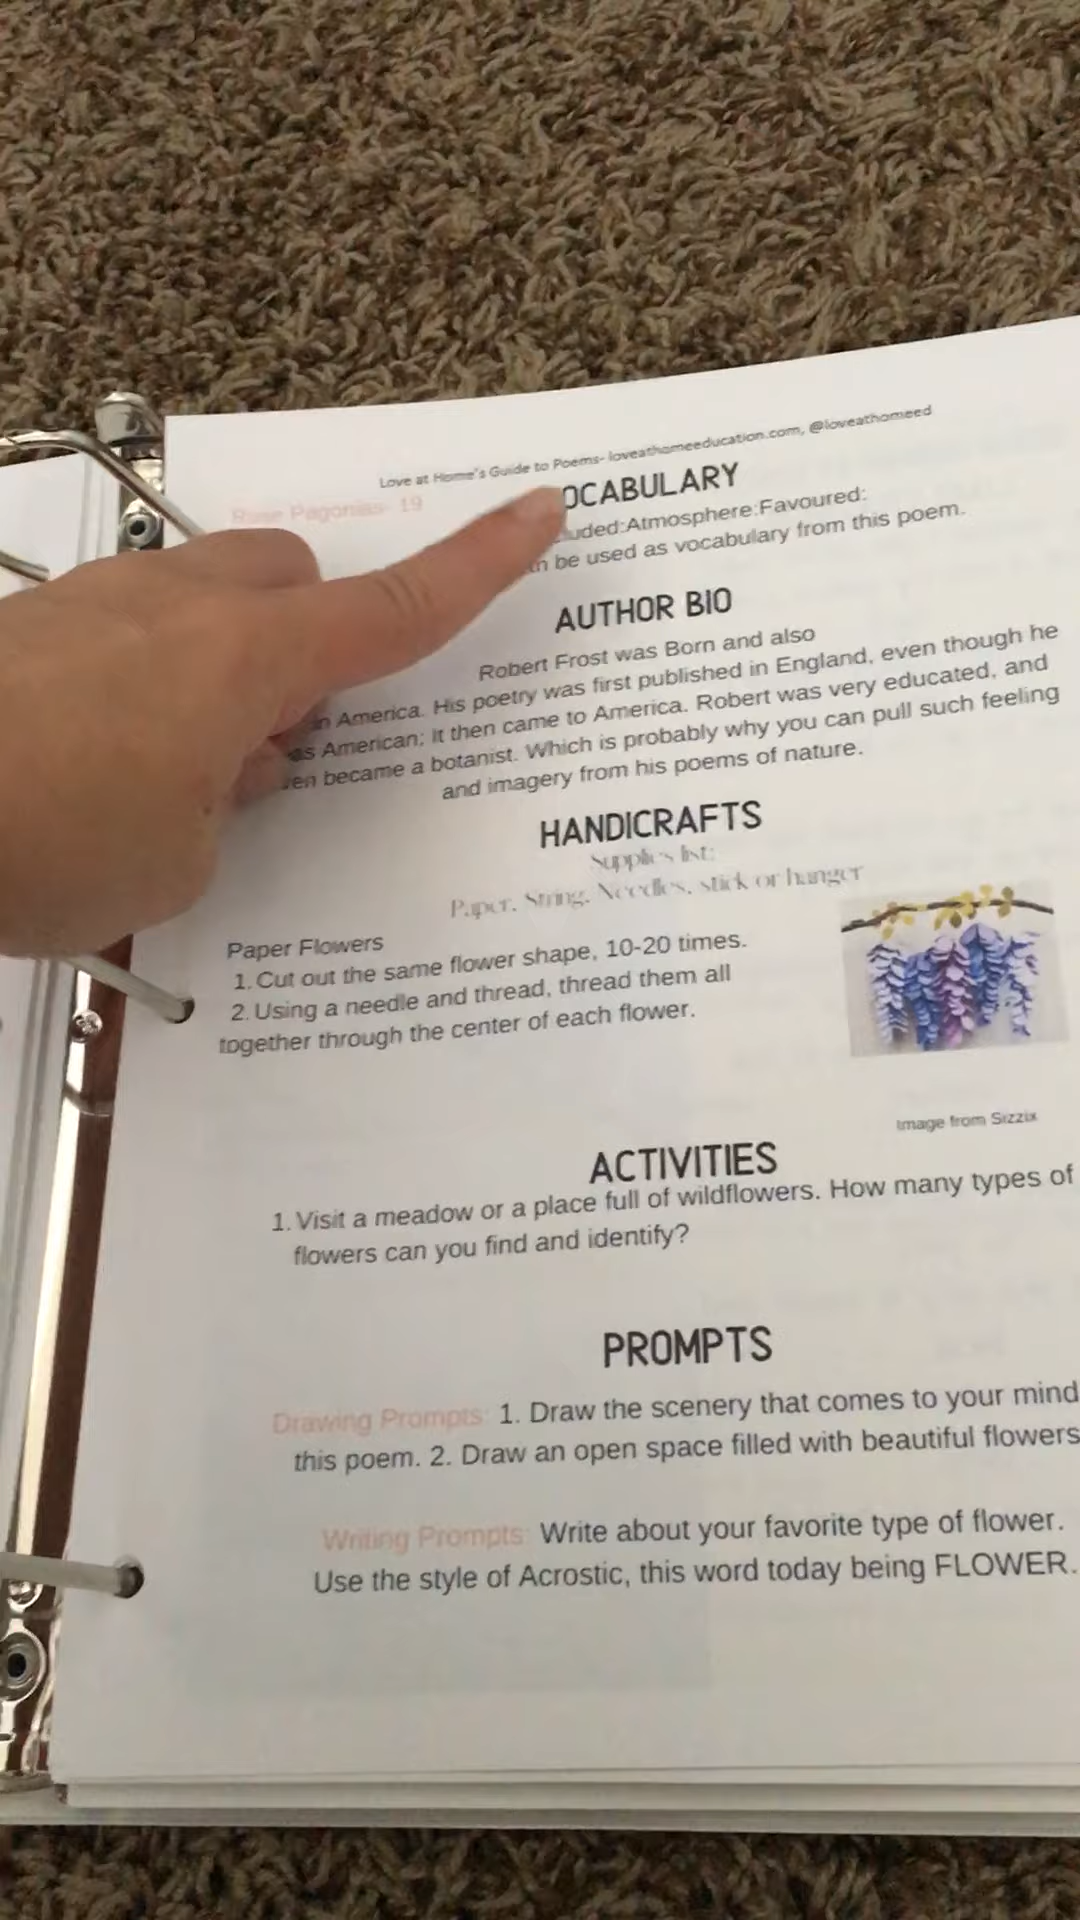 Love at Home's Guide to Poems- loveathomeeducation.com, @loveathomeed
Rose Pagonias- 19
OCABULARY
luded:Atmosphere:Favoured:
be used as vocabulary from this poem.
AUTHOR BIO
Robert Frost was Born and also
in America. His poetry was first published in England, even though he
as American; it then came to America. Robert was very educated, and
en became a botanist. Which is probably why you can pull such feeling
and imagery from his poems of nature.
HANDICRAFTS
Supplies list:
Paper, String, Needles, stick or hanger
Paper Flowers
1. Cut out the same flower shape, 10-20 times.
2. Using a needle and thread, thread them all
together through the center of each flower.
Image from Sizzix
ACTIVITIES
1. Visit a meadow or a place full of wildflowers. How many types of
flowers can you find and identify?
PROMPTS
Drawing Prompts: 1. Draw the scenery that comes to your mind
this poem. 2. Draw an open space filled with beautiful flowers
Writing Prompts: Write about your favorite type of flower.
Use the style of Acrostic, this word today being FLOWER.